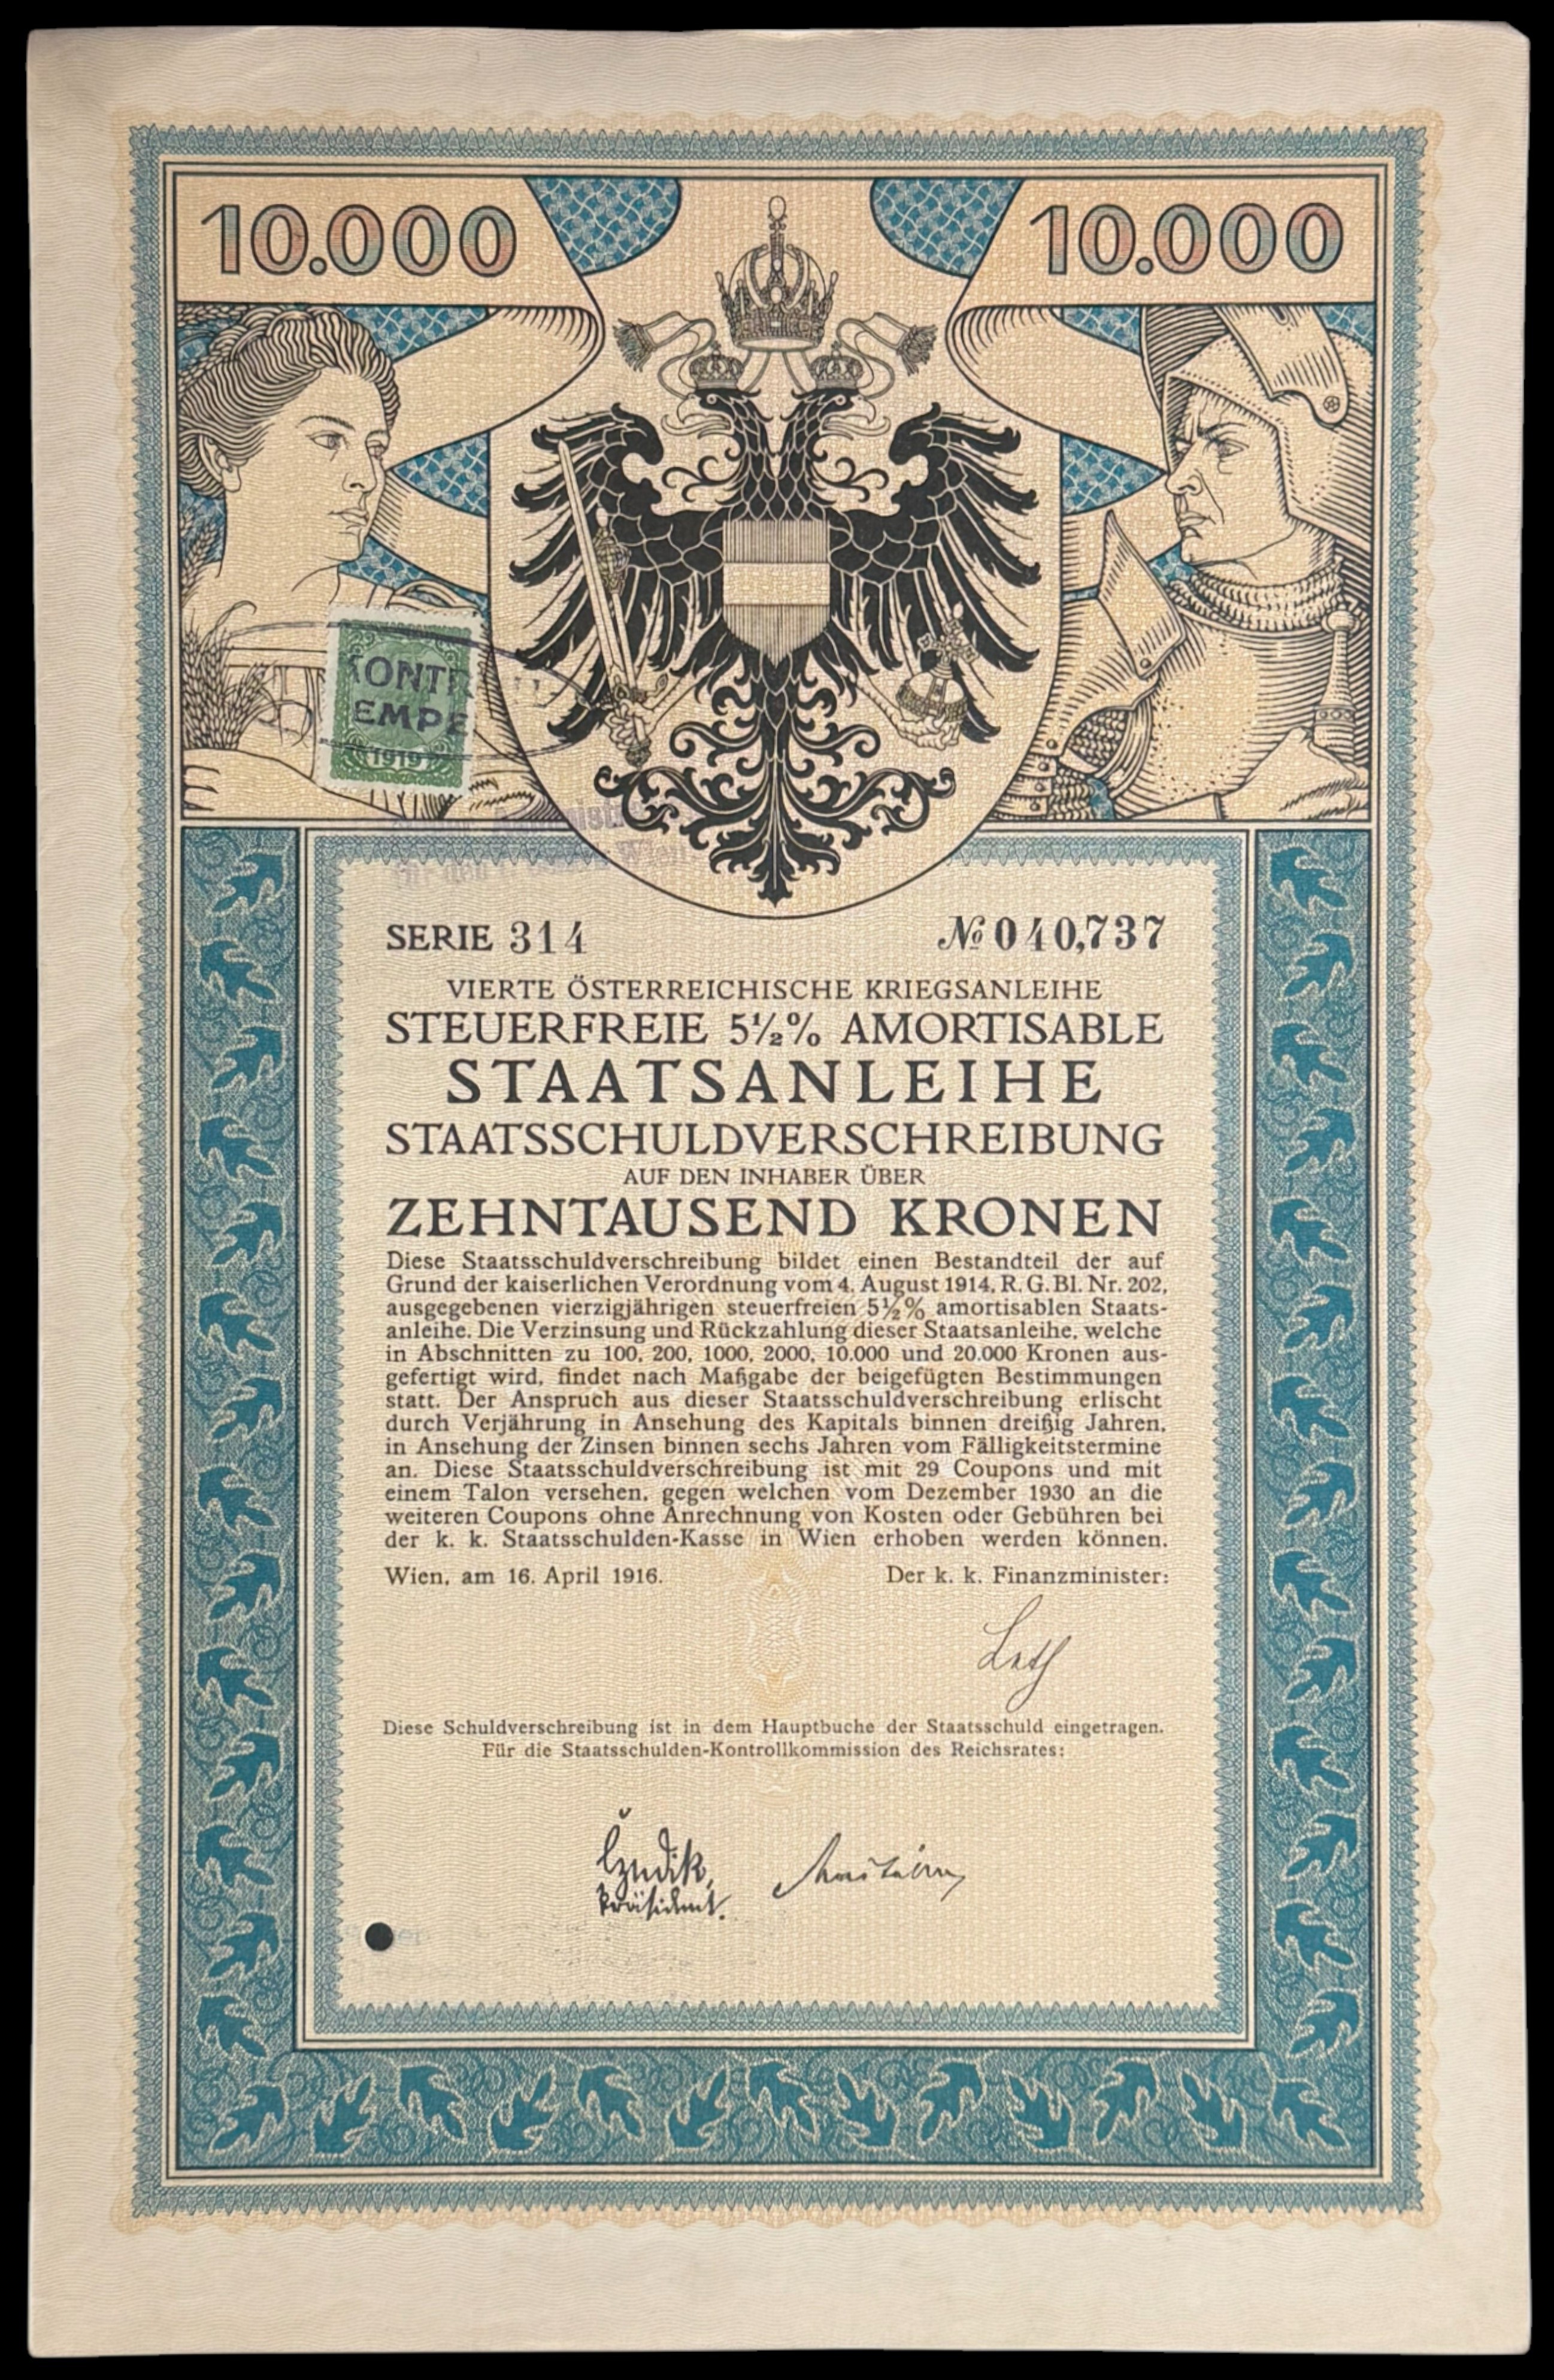 10.000 10.000
KONTR
EMPE
1919
SERIE 314 № 040,737
VIERTE ÖSTERREICHISCHE KRIEGSANLEIHE
STEUERFREIE 5½% AMORTISABLE
STAATSANLEIHE
STAATSSCHULDVERSCHREIBUNG
AUF DEN INHABER ÜBER
ZEHNTAUSEND KRONEN
Diese Staatsschuldverschreibung bildet einen Bestandteil der auf
Grund der kaiserlichen Verordnung vom 4. August 1914, R. G. Bl. Nr. 202,
ausgegebenen vierzigjährigen steuerfreien 5½% amortisablen Staats-
anleihe. Die Verzinsung und Rückzahlung dieser Staatsanleihe, welche
in Abschnitten zu 100, 200, 1000, 2000, 10.000 und 20.000 Kronen aus-
gefertigt wird, findet nach Maßgabe der beigefügten Bestimmungen
statt. Der Anspruch aus dieser Staatsschuldverschreibung erlischt
durch Verjährung in Ansehung des Kapitals binnen dreißig Jahren,
in Ansehung der Zinsen binnen sechs Jahren vom Fälligkeitstermine
an. Diese Staatsschuldverschreibung ist mit 29 Coupons und mit
einem Talon versehen, gegen welchen vom Dezember 1930 an die
weiteren Coupons ohne Anrechnung von Kosten oder Gebühren bei
der k. k. Staatsschulden-Kasse in Wien erhoben werden können.
Wien, am 16. April 1916. Der k. k. Finanzminister:
Leth
Diese Schuldverschreibung ist in dem Hauptbuche der Staatsschuld eingetragen.
Für die Staatsschulden-Kontrollkommission des Reichsrates:
Präsident.